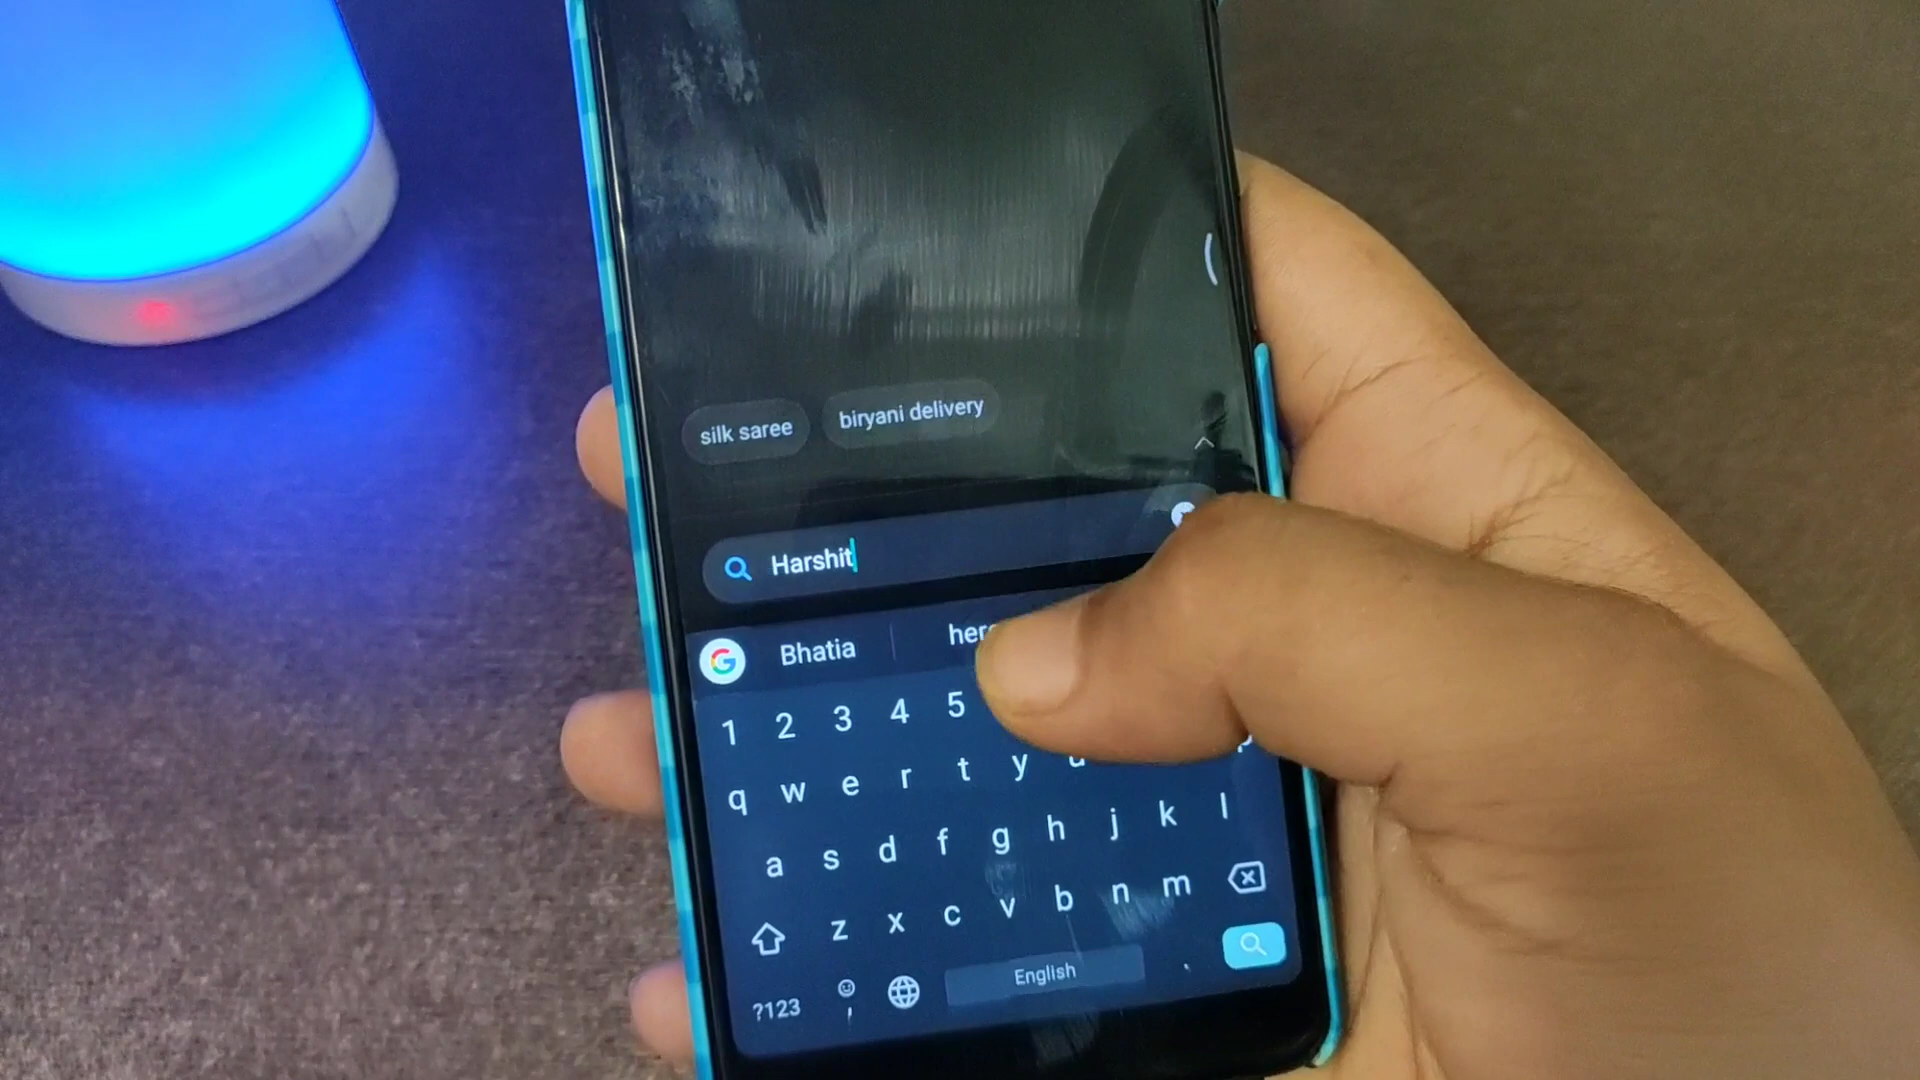 silk saree biryani delivery
Harshit
Bhatia
1 2 3 4 5
q w e r t y
a s d f g h j k l
z x c v b n m
?123 , English .